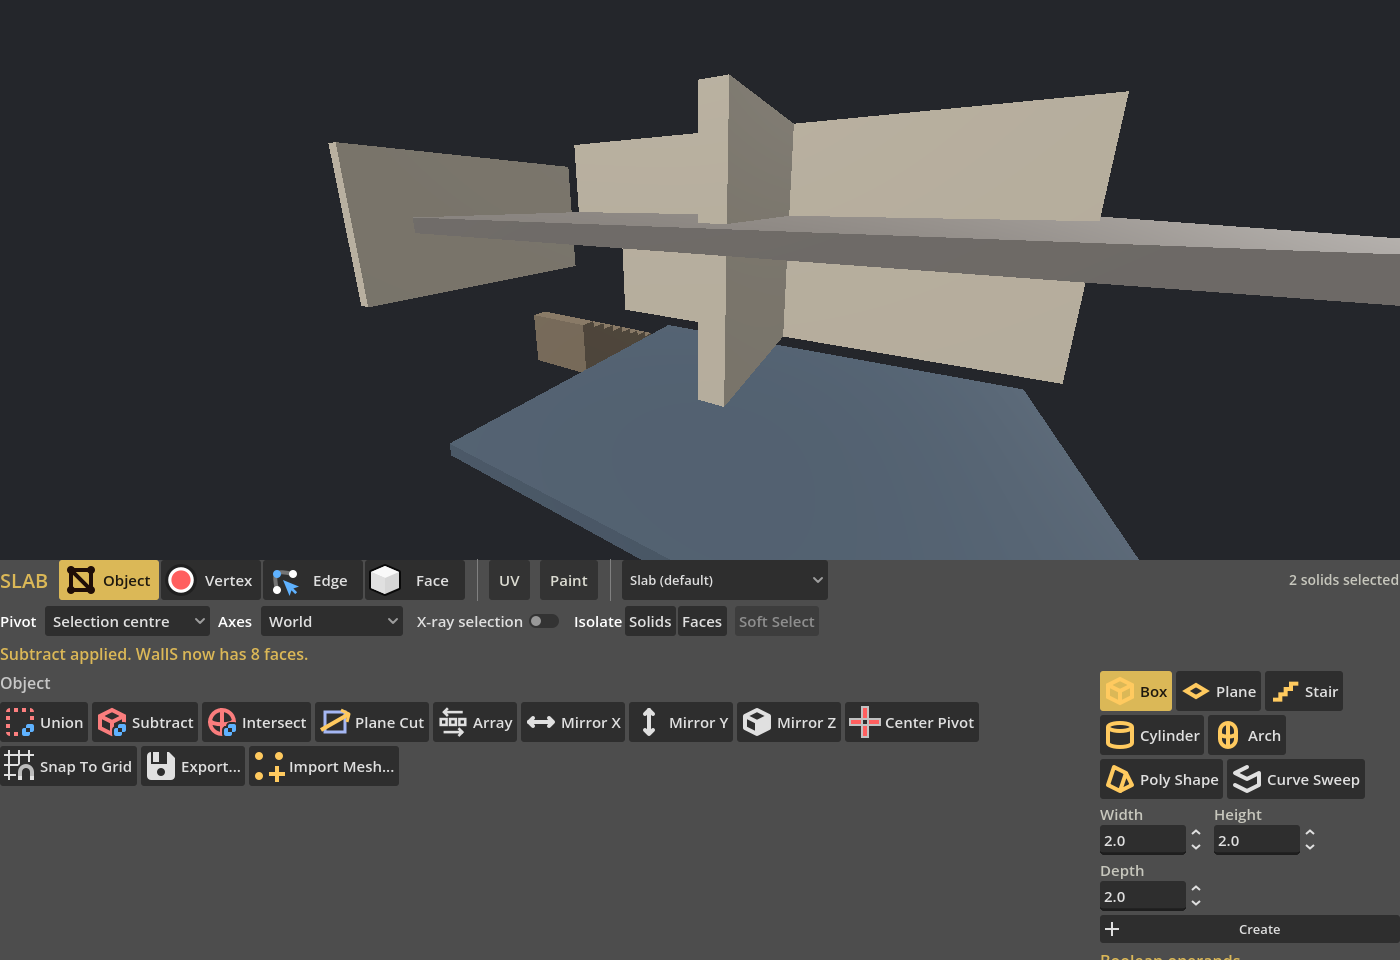 SLAB Object Vertex Edge Face UV Paint Slab (default) 2 solids selected
Pivot Selection centre Axes World X-ray selection Isolate Solids Faces Soft Select
Subtract applied. WallS now has 8 faces.
Object
Union Subtract Intersect Plane Cut Array Mirror X Mirror Y Mirror Z Center Pivot
Snap To Grid Export... Import Mesh...
Box Plane Stair
Cylinder Arch
Poly Shape Curve Sweep
Width Height
2.0 2.0
Depth
2.0
Create
Boolean operands